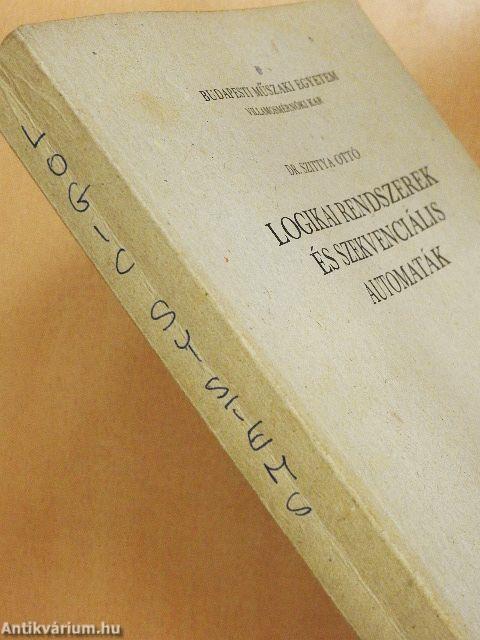 BUDAPESTI MŰSZAKI EGYETEM
VILLAMOSMÉRNÖKI KAR
DR. SZITTYA OTTÓ
LOGIKAI RENDSZEREK
ÉS SZEKVENCIÁLIS
AUTOMATÁK
LOGIC SYSTEMS
Antikvárium.hu